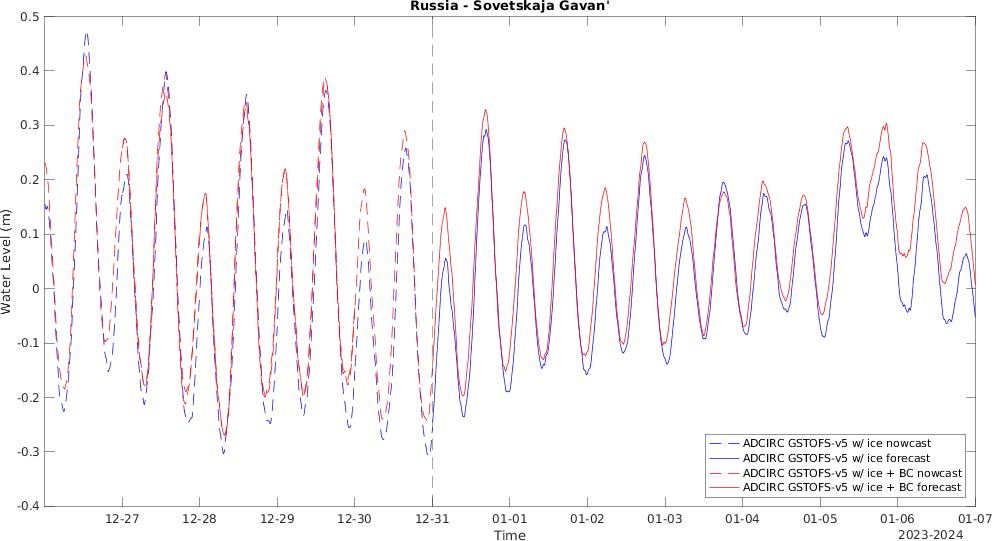 Russia - Sovetskaja Gavan'
0.5
0.4
0.3
0.2
0.1
0
-0.1
-0.2
-0.3
-0.4
Water Level (m)
ADCIRC GSTOFS-v5 w/ ice nowcast
ADCIRC GSTOFS-v5 w/ ice forecast
ADCIRC GSTOFS-v5 w/ ice + BC nowcast
ADCIRC GSTOFS-v5 w/ ice + BC forecast
12-27 12-28 12-29 12-30 12-31 01-01 01-02 01-03 01-04 01-05 01-06 01-07
Time
2023-2024